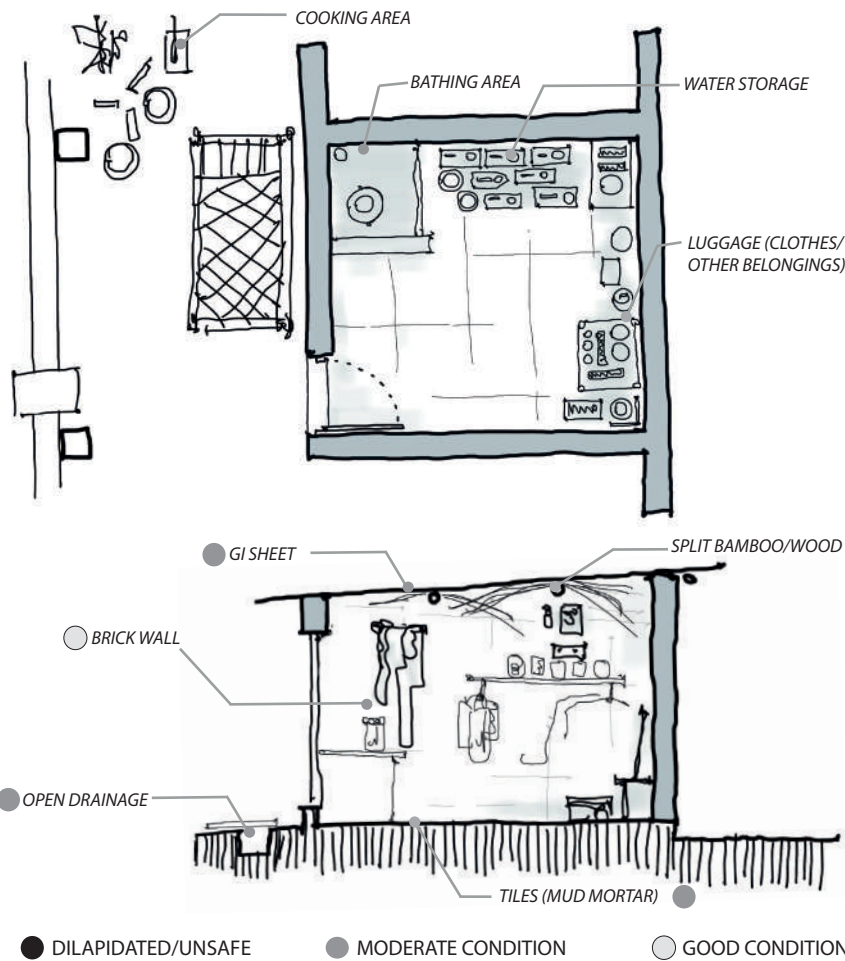 COOKING AREA
BATHING AREA
WATER STORAGE
LUGGAGE (CLOTHES/
OTHER BELONGINGS)
GI SHEET
SPLIT BAMBOO/WOOD
BRICK WALL
OPEN DRAINAGE
TILES (MUD MORTAR)
DILAPIDATED/UNSAFE
MODERATE CONDITION
GOOD CONDITION